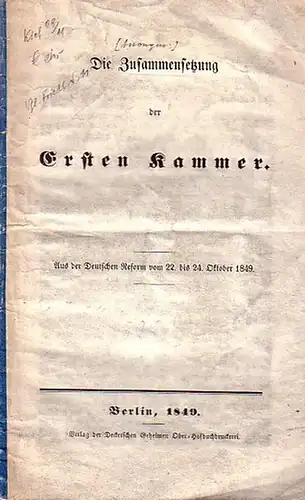 (Anonym:)
Die Zusammensetzung
der
Ersten Kammer.
Aus der Deutschen Reform vom 22. bis 24. Oktober 1849.
Berlin, 1849.
Verlag der Deckerschen Geheimen Ober-Hofbuchdruckerei.